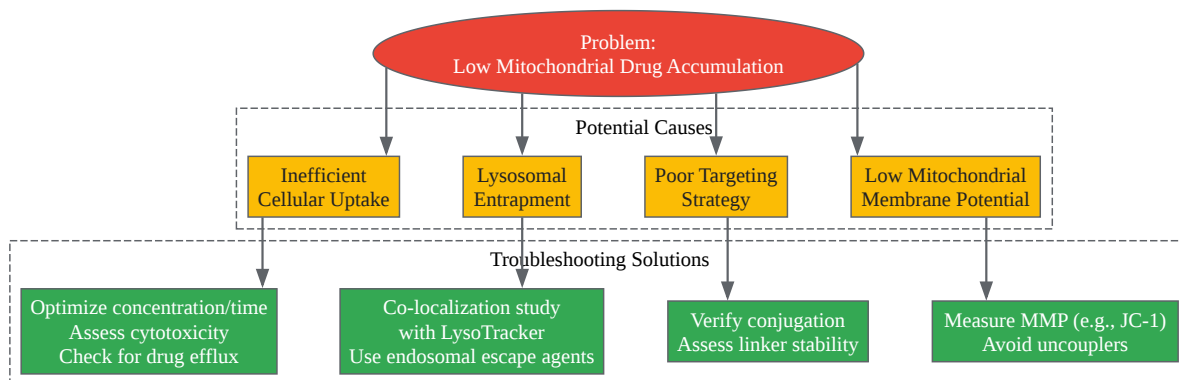 Problem:
Low Mitochondrial Drug Accumulation
Potential Causes
Inefficient
Cellular Uptake
Lysosomal
Entrapment
Poor Targeting
Strategy
Low Mitochondrial
Membrane Potential
Troubleshooting Solutions
Optimize concentration/time
Assess cytotoxicity
Check for drug efflux
Co-localization study
with LysoTracker
Use endosomal escape agents
Verify conjugation
Assess linker stability
Measure MMP (e.g., JC-1)
Avoid uncouplers